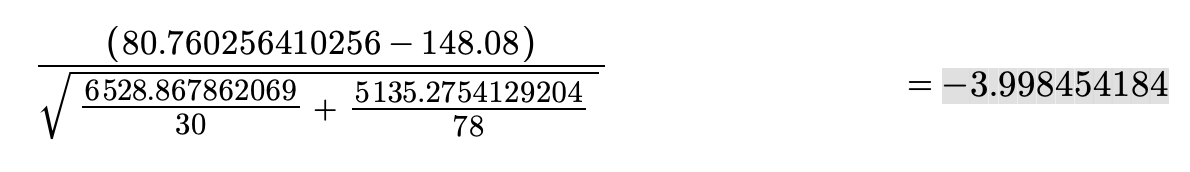 (80.760256410256 − 148.08)
√ 6528.867862069 / 30 + 5135.2754129204 / 78
= −3.998454184